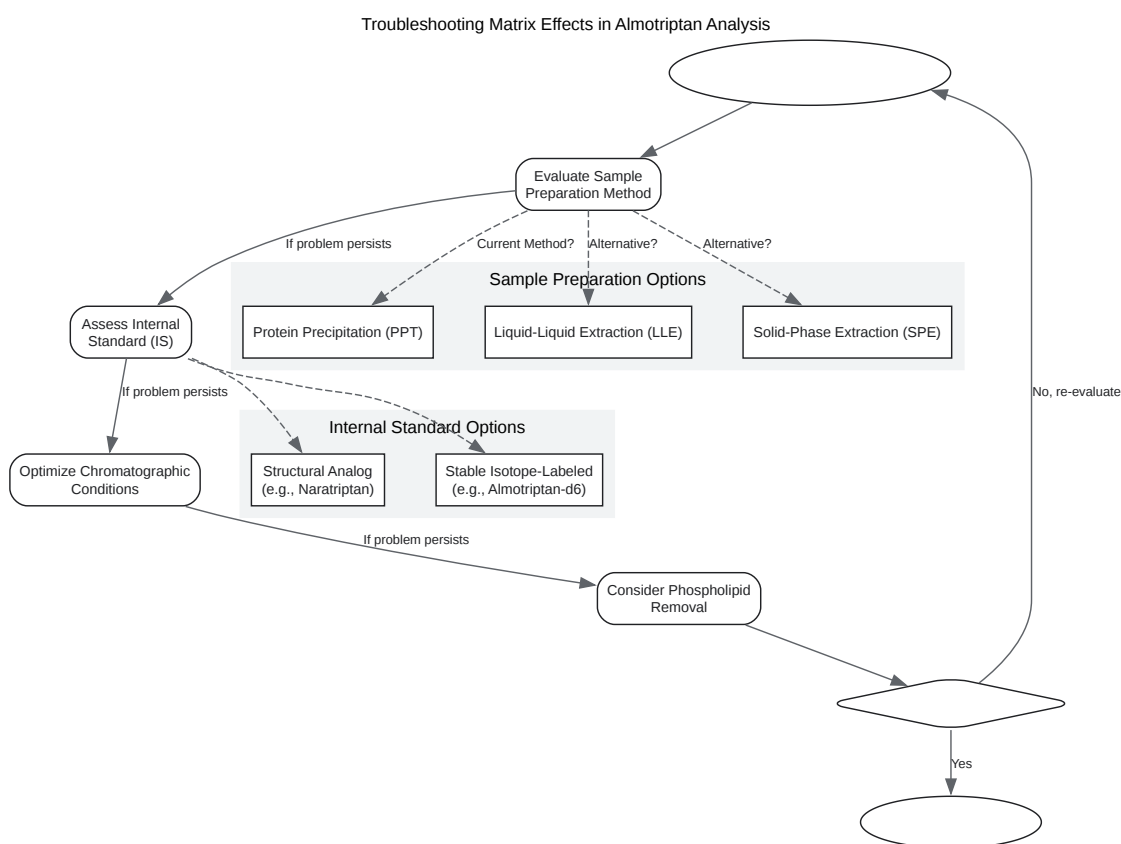 Troubleshooting Matrix Effects in Almotriptan Analysis
Evaluate Sample
Preparation Method
If problem persists
Current Method?
Alternative?
Alternative?
Sample Preparation Options
Assess Internal
Standard (IS)
Protein Precipitation (PPT)
Liquid-Liquid Extraction (LLE)
Solid-Phase Extraction (SPE)
If problem persists
No, re-evaluate
Internal Standard Options
Optimize Chromatographic
Conditions
Structural Analog
(e.g., Naratriptan)
Stable Isotope-Labeled
(e.g., Almotriptan-d6)
If problem persists
Consider Phospholipid
Removal
Yes